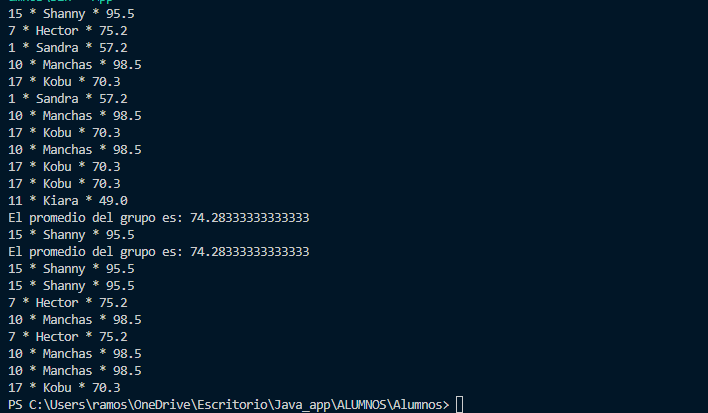 15 * Shanny * 95.5
7 * Hector * 75.2
1 * Sandra * 57.2
10 * Manchas * 98.5
17 * Kobu * 70.3
1 * Sandra * 57.2
10 * Manchas * 98.5
17 * Kobu * 70.3
10 * Manchas * 98.5
17 * Kobu * 70.3
17 * Kobu * 70.3
11 * Kiara * 49.0
El promedio del grupo es: 74.28333333333333
15 * Shanny * 95.5
El promedio del grupo es: 74.28333333333333
15 * Shanny * 95.5
15 * Shanny * 95.5
7 * Hector * 75.2
10 * Manchas * 98.5
7 * Hector * 75.2
10 * Manchas * 98.5
10 * Manchas * 98.5
17 * Kobu * 70.3
PS C:\Users\ramos\OneDrive\Escritorio\Java_app\ALUMNOS\Alumnos>